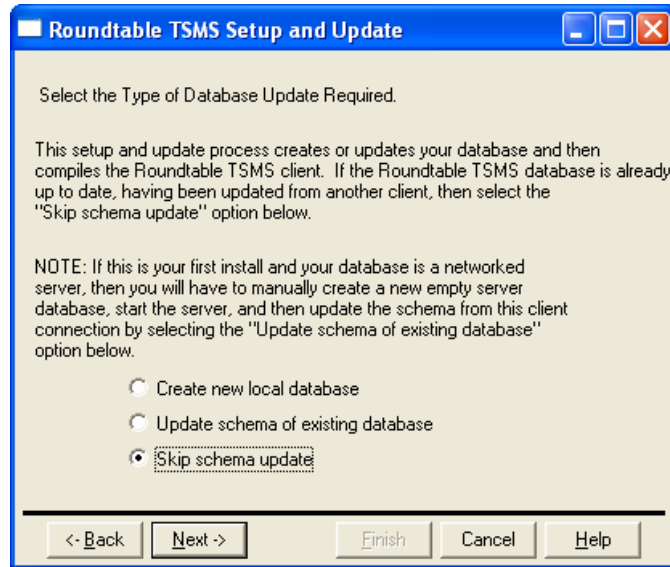 Roundtable TSMS Setup and Update
Select the Type of Database Update Required.
This setup and update process creates or updates your database and then
compiles the Roundtable TSMS client. If the Roundtable TSMS database is already
up to date, having been updated from another client, then select the
"Skip schema update" option below.
NOTE: If this is your first install and your database is a networked
server, then you will have to manually create a new empty server
database, start the server, and then update the schema from this client
connection by selecting the "Update schema of existing database"
option below.
Create new local database
Update schema of existing database
Skip schema update
<- Back Next -> Finish Cancel Help